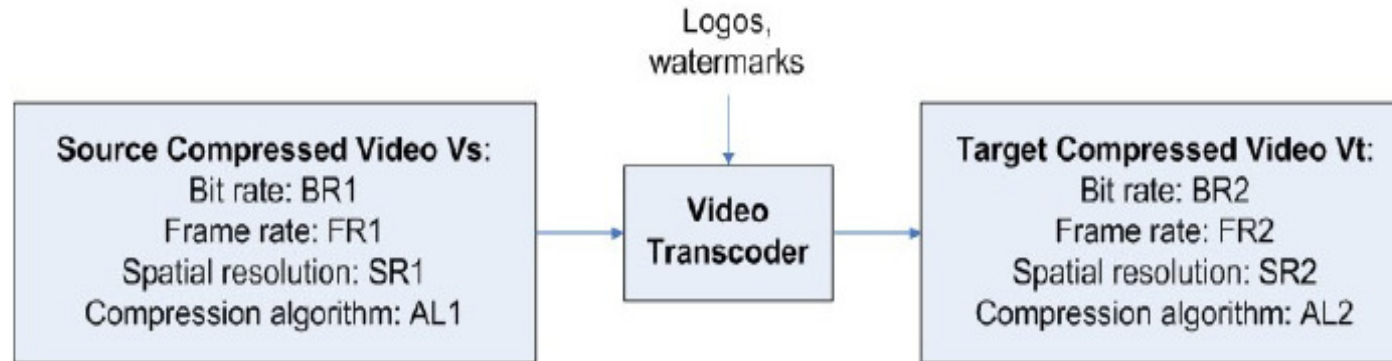 Logos,
watermarks
Source Compressed Video Vs:
Bit rate: BR1
Frame rate: FR1
Spatial resolution: SR1
Compression algorithm: AL1
Video
Transcoder
Target Compressed Video Vt:
Bit rate: BR2
Frame rate: FR2
Spatial resolution: SR2
Compression algorithm: AL2